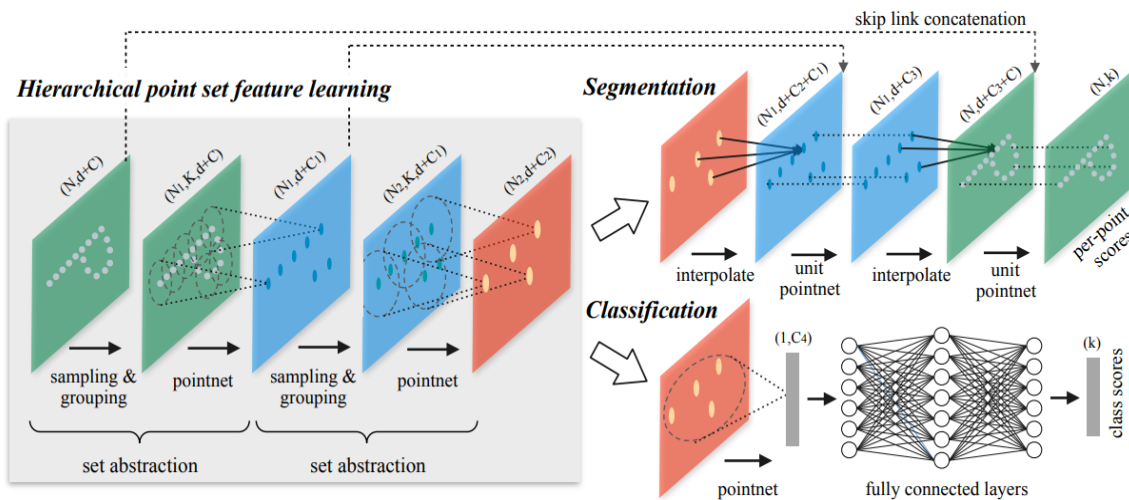 skip link concatenation
Hierarchical point set feature learning
(N,d+C)
(N1,K,d+C)
(N1,d+C1)
(N2,K,d+C1)
(N2,d+C2)
sampling &
grouping
pointnet
sampling &
grouping
pointnet
set abstraction
set abstraction
Segmentation
(N1,d+C2+C1)
(N1,d+C3)
(N,d+C3+C)
(N,k)
per-point
scores
interpolate
unit
pointnet
interpolate
unit
pointnet
Classification
(1,C4)
(k)
class scores
pointnet
fully connected layers